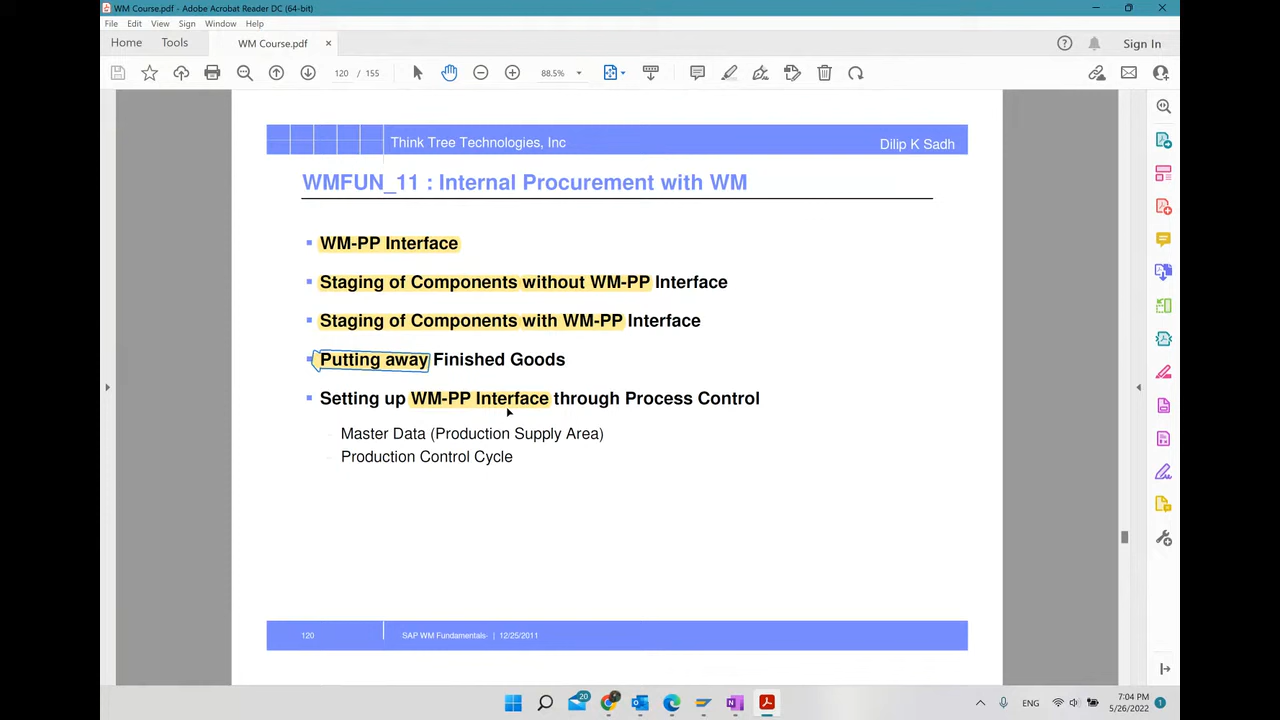 WM Course.pdf - Adobe Acrobat Reader DC (64-bit)
File Edit View Sign Window Help
Home Tools WM Course.pdf × Sign In
120 / 155 88.5%
Think Tree Technologies, Inc Dilip K Sadh
WMFUN_11 : Internal Procurement with WM
WM-PP Interface
Staging of Components without WM-PP Interface
Staging of Components with WM-PP Interface
Putting away Finished Goods
Setting up WM-PP Interface through Process Control
Master Data (Production Supply Area)
Production Control Cycle
120 SAP WM Fundamentals- | 12/25/2011
20
ENG 7:04 PM
5/26/2022 1